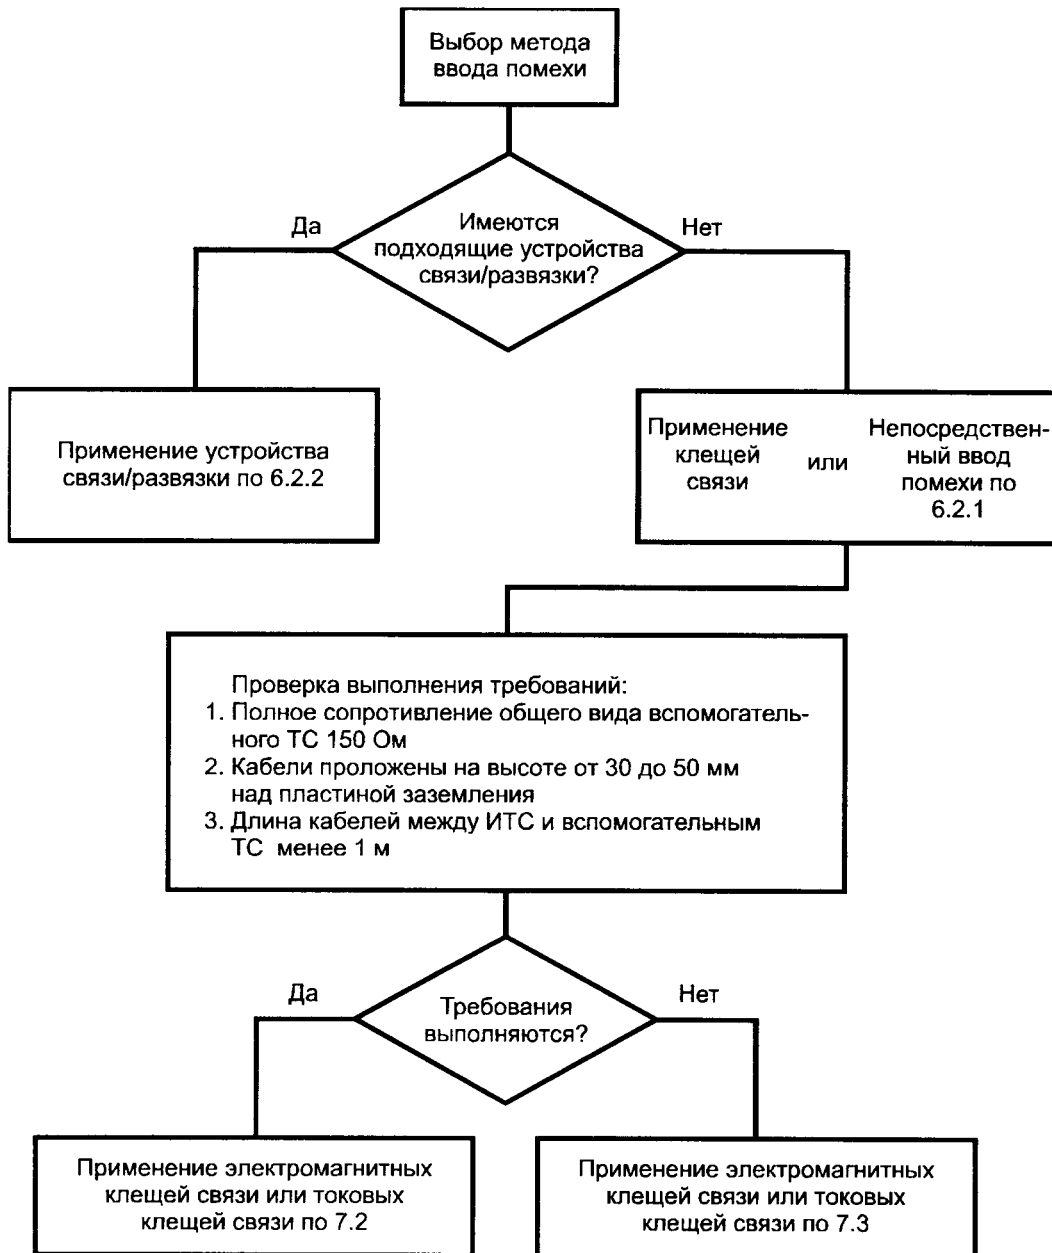 Выбор метода
ввода помехи
Да
Имеются
подходящие устройства
связи/развязки?
Нет
Применение устройства
связи/развязки по 6.2.2
Применение
клещей
связи
или
Непосредствен-
ный ввод
помехи по
6.2.1
Проверка выполнения требований:
1. Полное сопротивление общего вида вспомогатель-
ного ТС 150 Ом
2. Кабели проложены на высоте от 30 до 50 мм
над пластиной заземления
3. Длина кабелей между ИТС и вспомогательным
ТС менее 1 м
Да
Требования
выполняются?
Нет
Применение электромагнитных
клещей связи или токовых
клещей связи по 7.2
Применение электромагнитных
клещей связи или токовых
клещей связи по 7.3